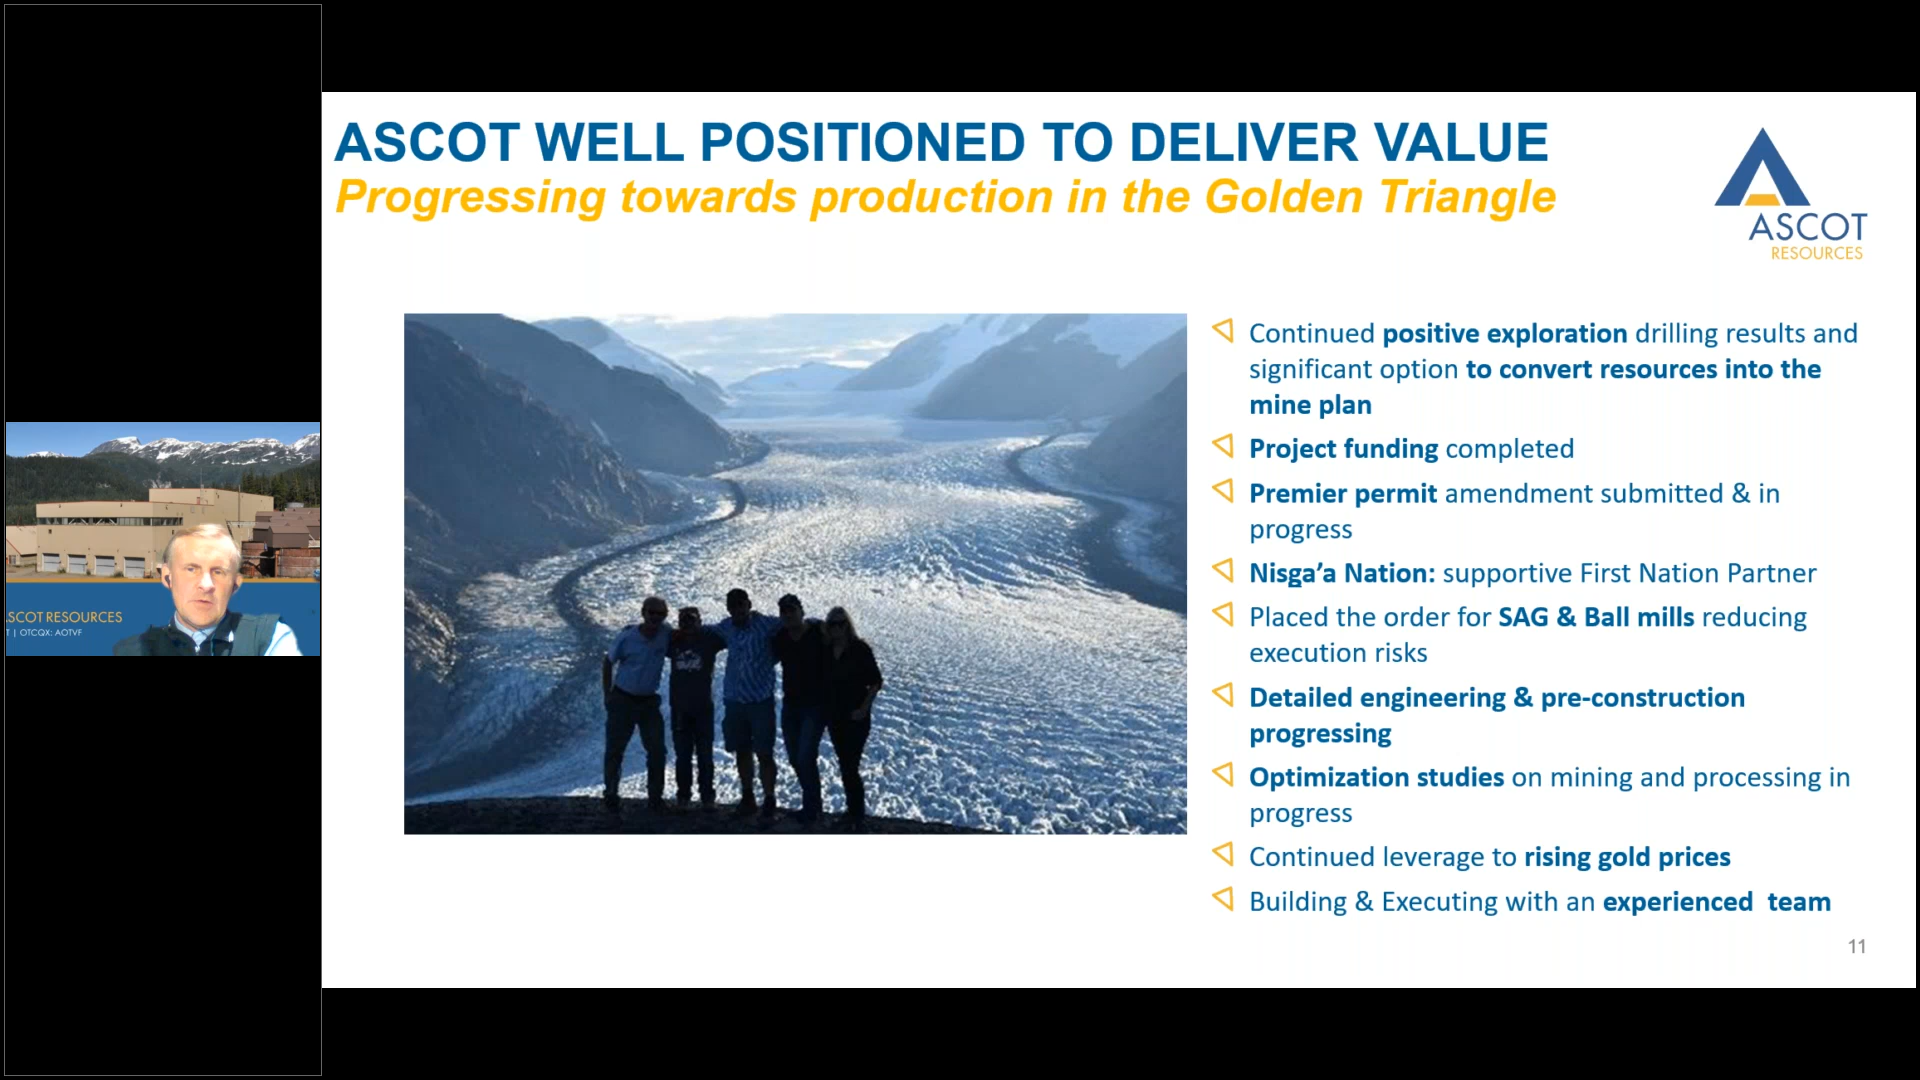 ASCOT WELL POSITIONED TO DELIVER VALUE
Progressing towards production in the Golden Triangle
ASCOT
RESOURCES
Continued positive exploration drilling results and
significant option to convert resources into the
mine plan
Project funding completed
Premier permit amendment submitted & in
progress
Nisga’a Nation: supportive First Nation Partner
Placed the order for SAG & Ball mills reducing
execution risks
Detailed engineering & pre-construction
progressing
Optimization studies on mining and processing in
progress
Continued leverage to rising gold prices
Building & Executing with an experienced  team
11
SCOT RESOURCES
T | OTCQX: AOTVF